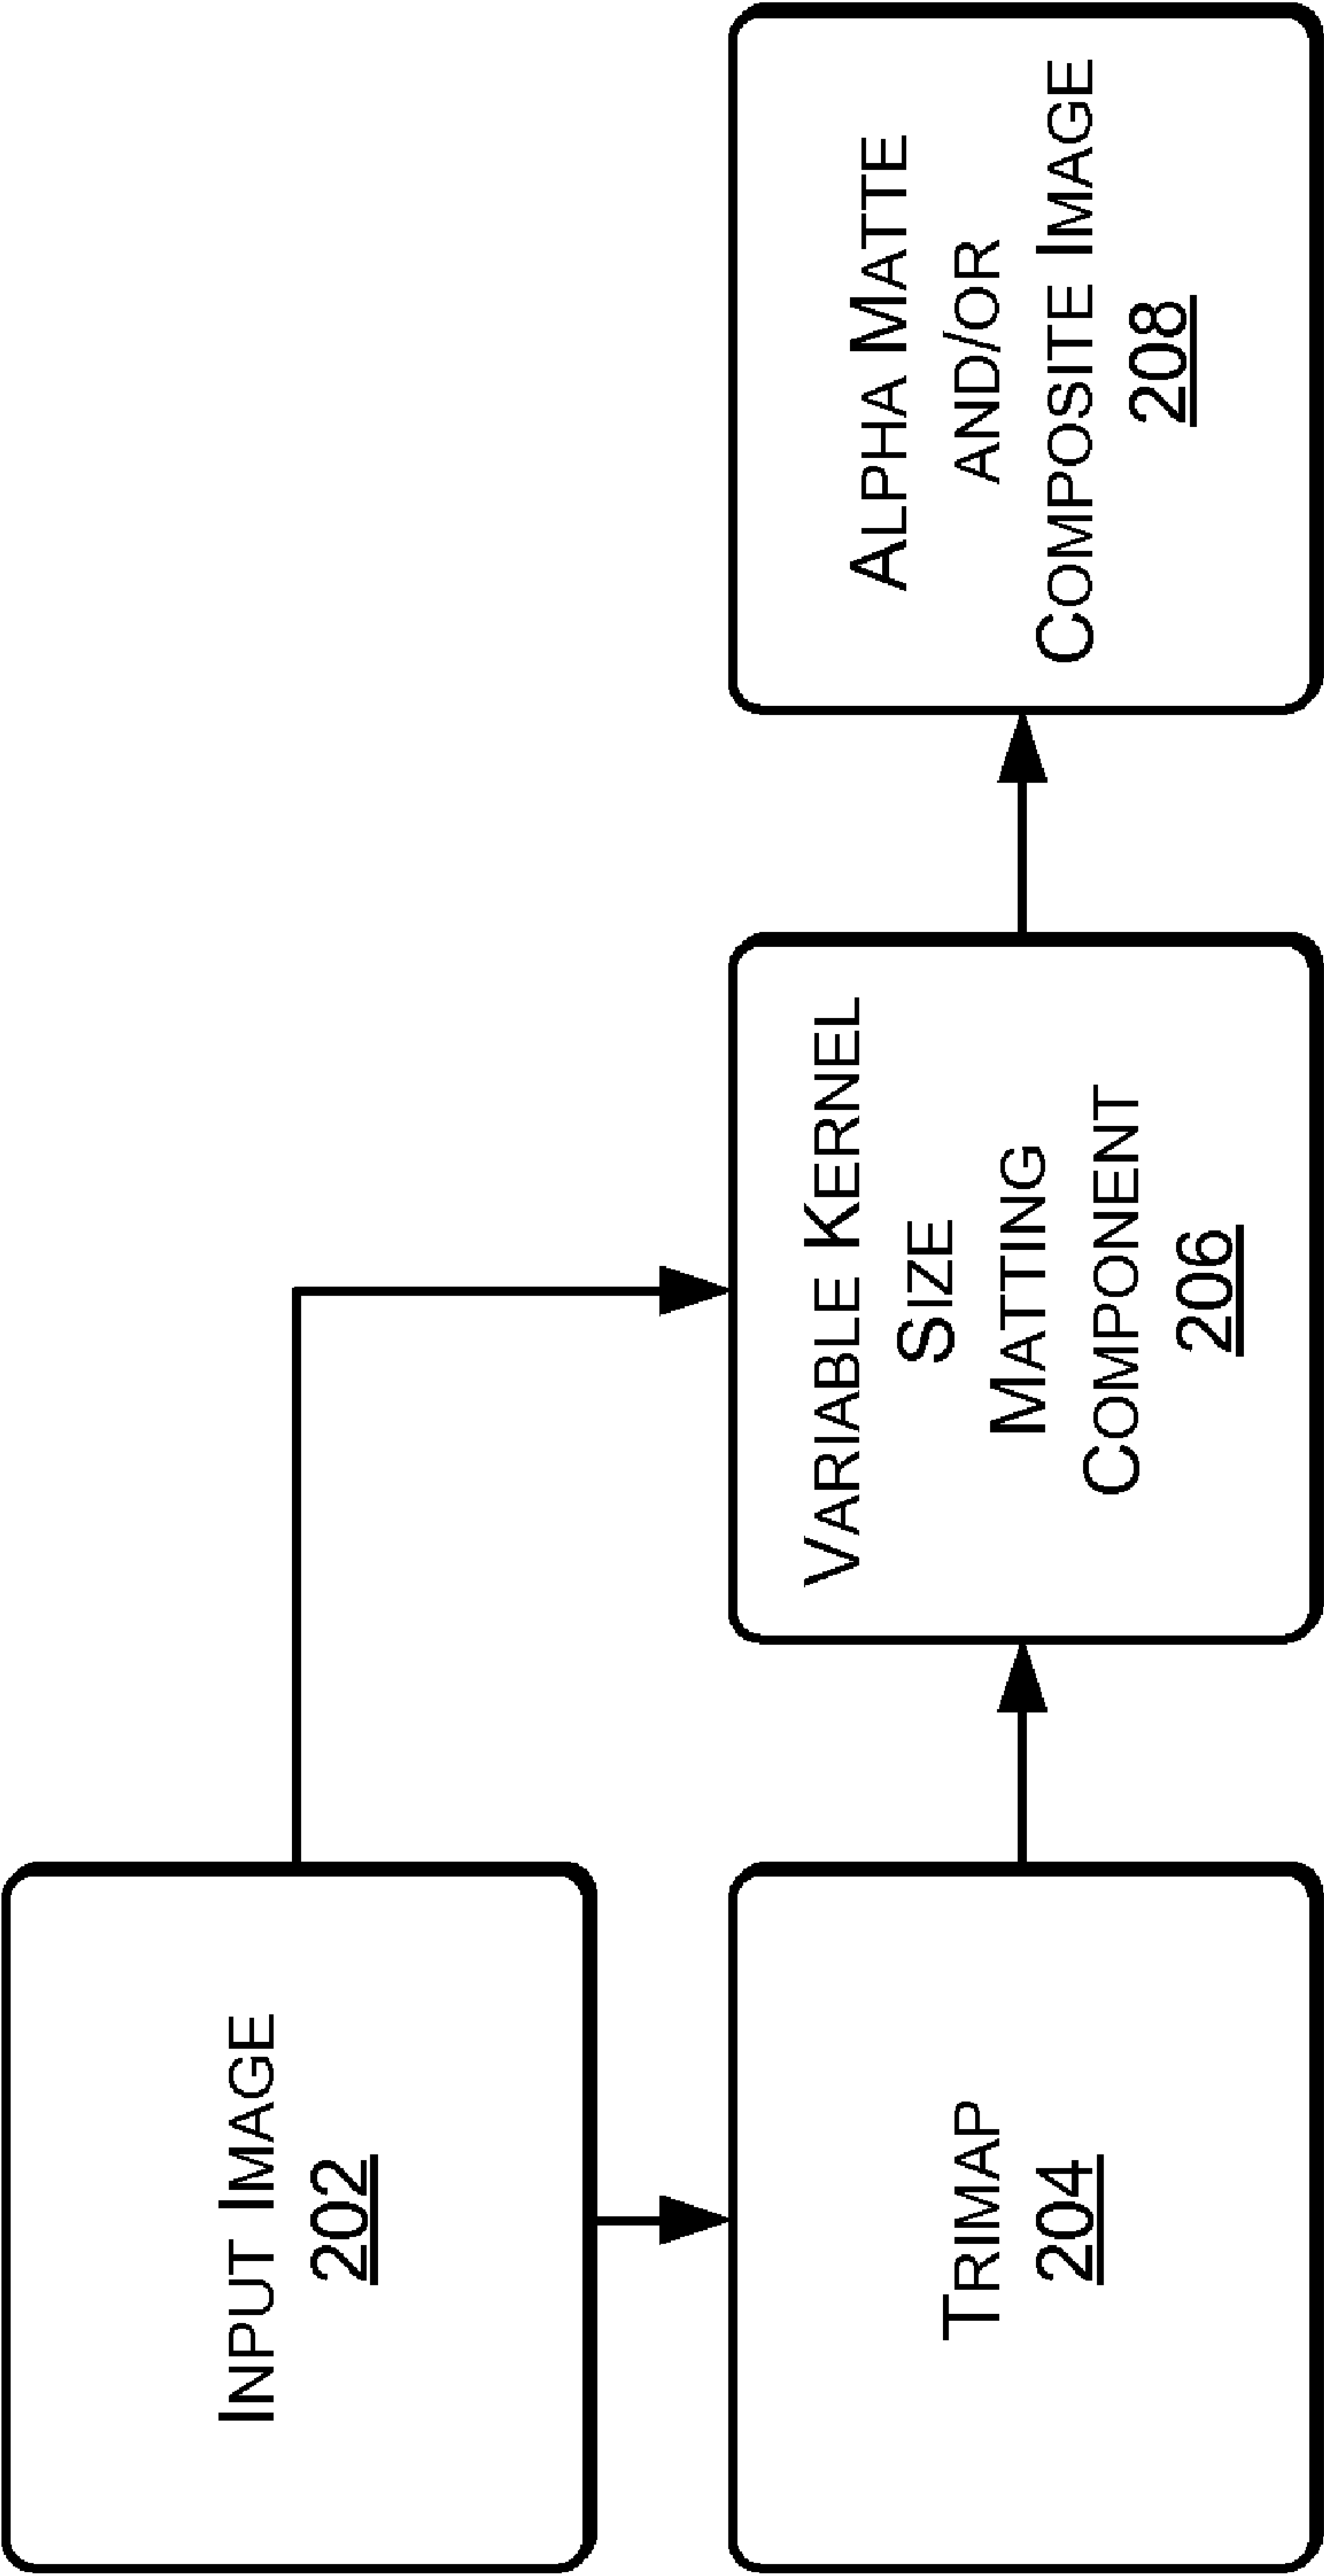 INPUT IMAGE
202
TRIMAP
204
VARIABLE KERNEL
SIZE
MATTING
COMPONENT
206
ALPHA MATTE
AND/OR
COMPOSITE IMAGE
208